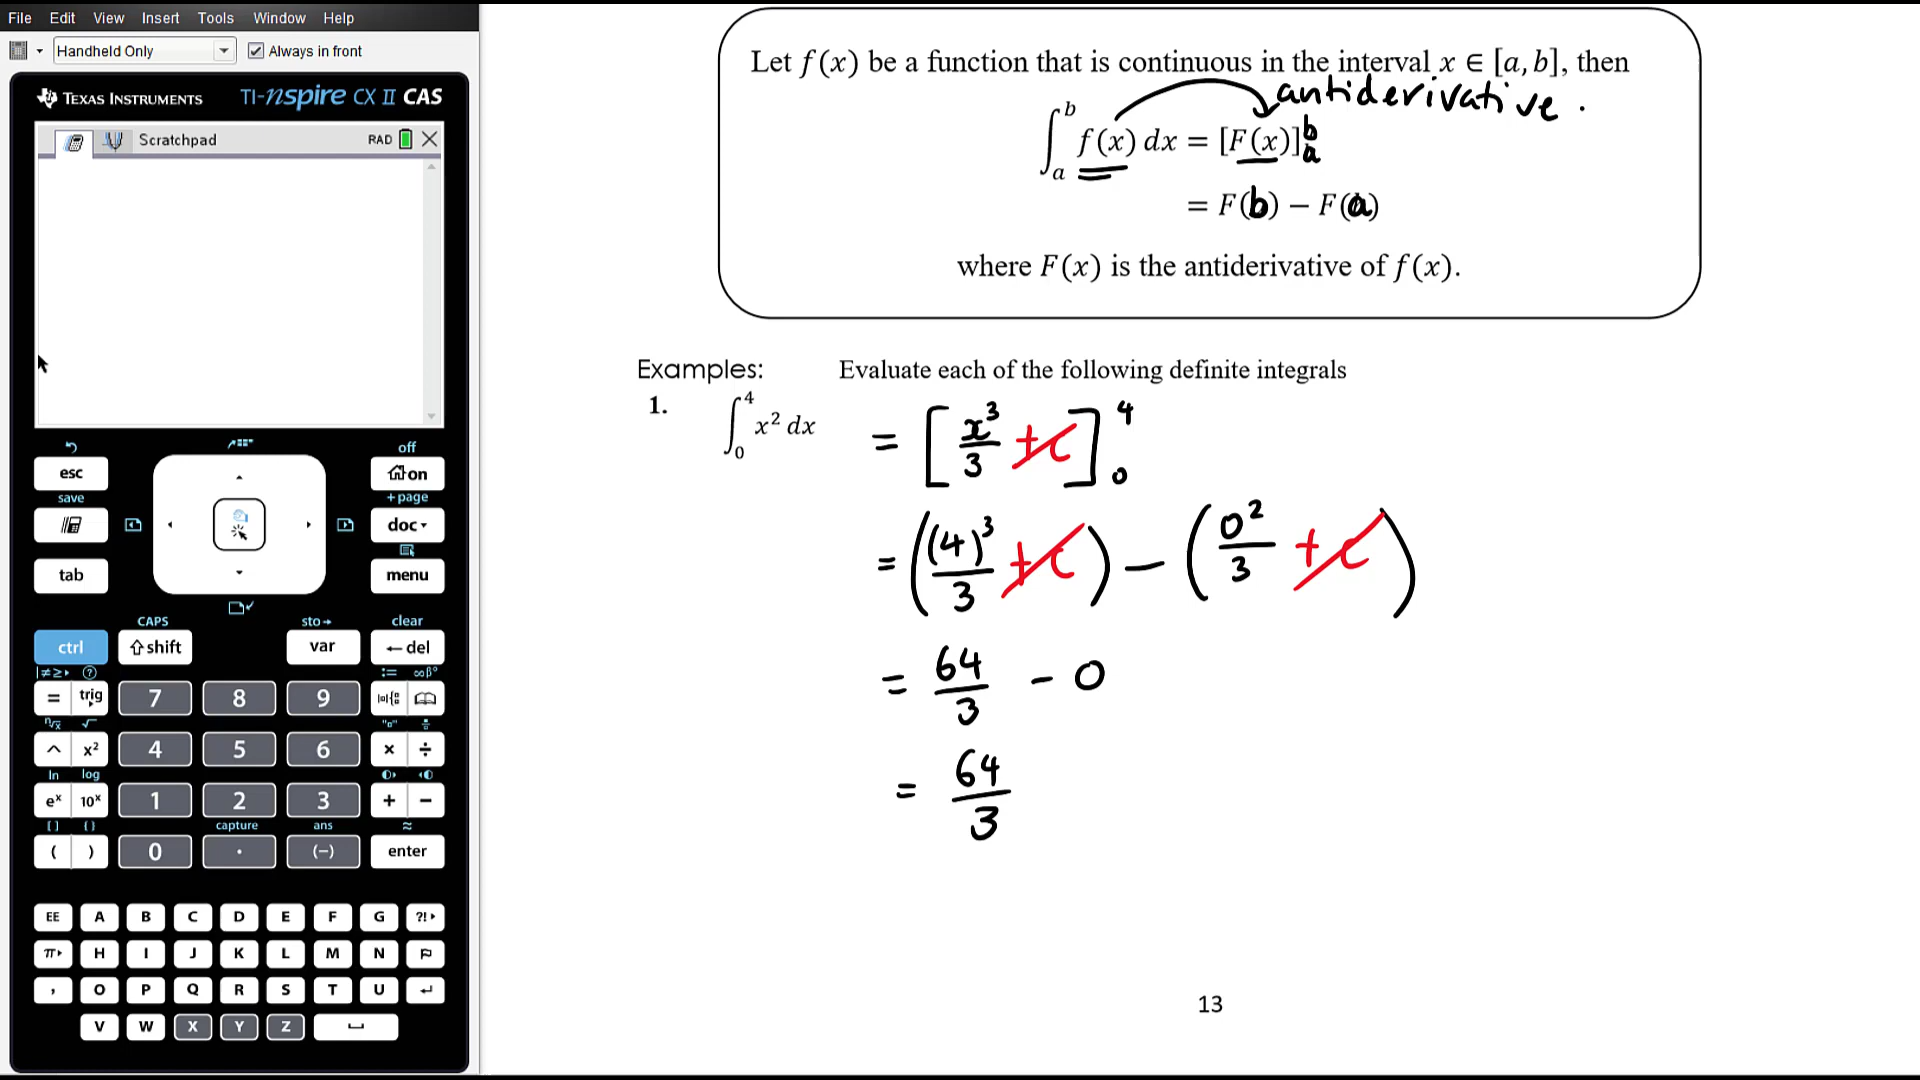 File Edit View Insert Tools Window Help
Handheld Only Always in front
TEXAS INSTRUMENTS TI-nspire CX II CAS
Scratchpad RAD
off
esc on
save + page
doc
tab menu
CAPS sto→ clear
ctrl ⇧shift var ←del
|≠≥▸ ? := ∞β°
= trig 7 8 9
ⁿ√x √ "▫" ÷
^ x² 4 5 6 × ÷
ln log
eˣ 10ˣ 1 2 3 + −
[ ] { } capture ans ≈
( ) 0 . (−) enter
EE A B C D E F G ?!▸
π▸ H I J K L M N
, O P Q R S T U ↵
V W X Y Z
Let f(x) be a function that is continuous in the interval x ∈ [a, b], then
antiderivative .
∫_a^b f(x) dx = [F(x)]_a^b
= F(b) − F(a)
where F(x) is the antiderivative of f(x).
Examples: Evaluate each of the following definite integrals
1. ∫_0^4 x² dx = [x³/3 +c]_0^4
= ((4)³/3 +c) − (0²/3 +c)
= 64/3 − 0
= 64/3
13